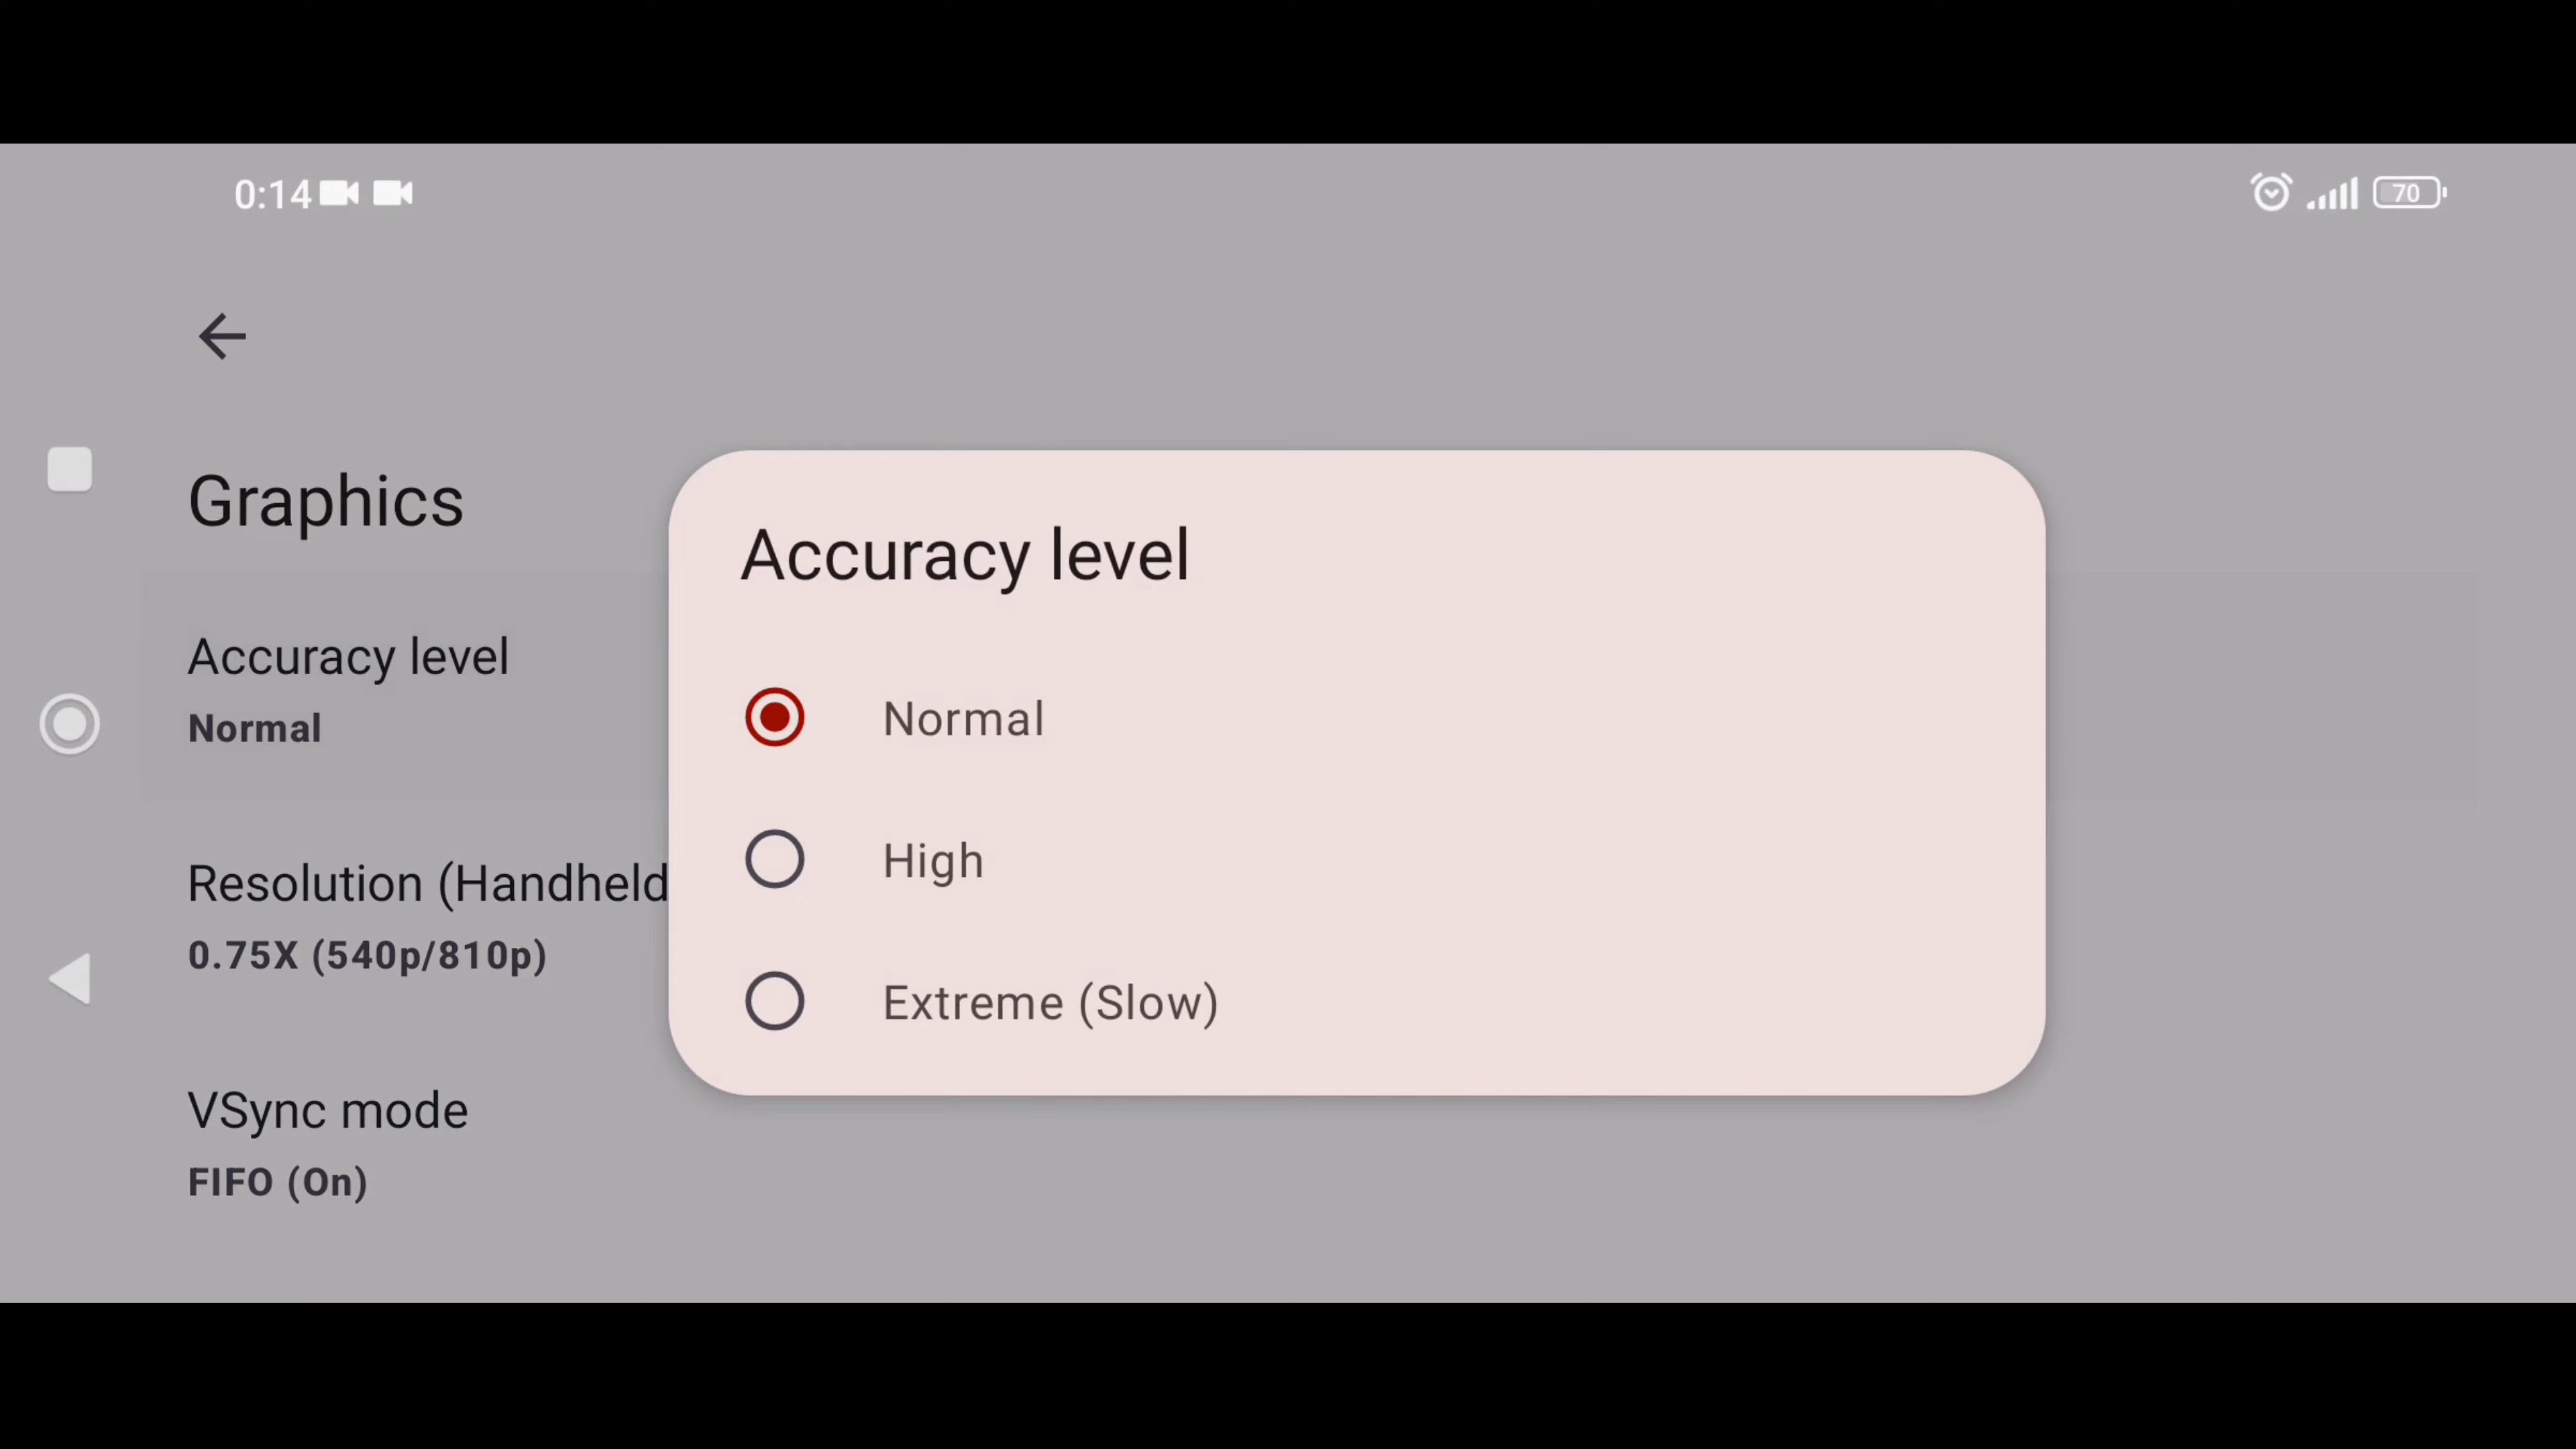 0:14
70
Graphics
Accuracy level
Normal
Resolution (Handheld
0.75X (540p/810p)
VSync mode
FIFO (On)
Accuracy level
Normal
High
Extreme (Slow)